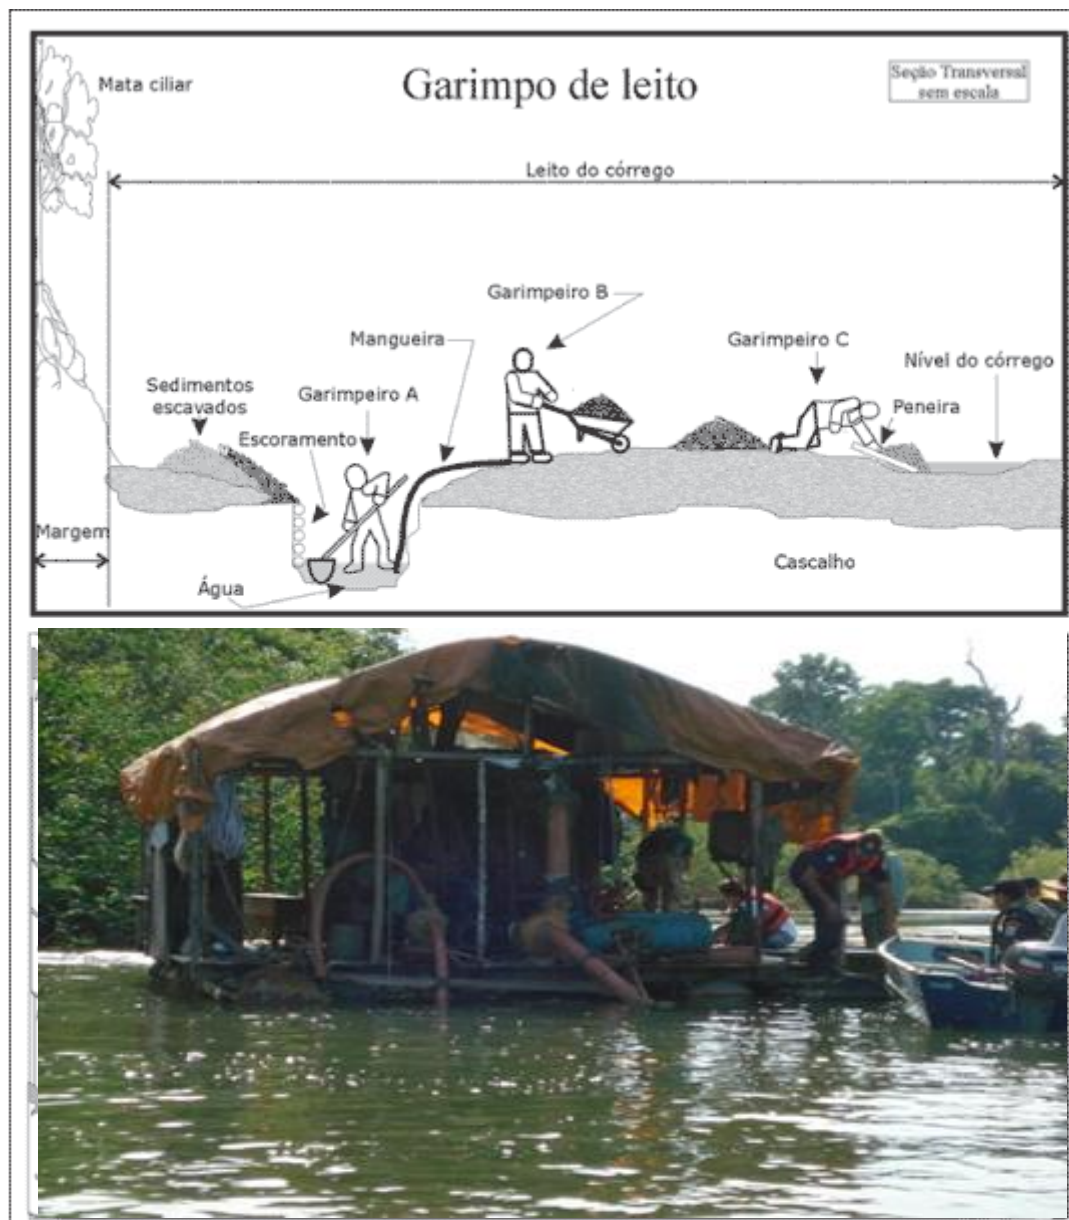 Mata ciliar
Garimpo de leito
Seção Transversal
sem escala
Leito do córrego
Garimpeiro B
Mangueira
Garimpeiro C
Nível do córrego
Sedimentos
escavados
Garimpeiro A
Peneira
Escoramento
Margem
Cascalho
Água